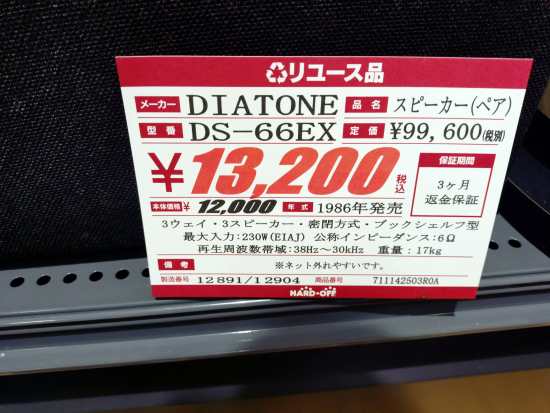 リユース品
メーカー DIATONE 品名 スピーカー(ペア)
型番 DS-66EX 定価 ¥99,600(税別)
¥13,200税込
本体価格¥ 12,000 年式 1986年発売
保証期間
3ヶ月
返金保証
3ウェイ・3スピーカー・密閉方式・ブックシェルフ型
最大入力:230W(EIAJ) 公称インピーダンス:6Ω
再生周波数帯域:38Hz～30kHz 重量:17kg
備考 ※ネット外れやすいです。
製造番号 12891/12904 商品番号 711142503R0A
HARD-OFF